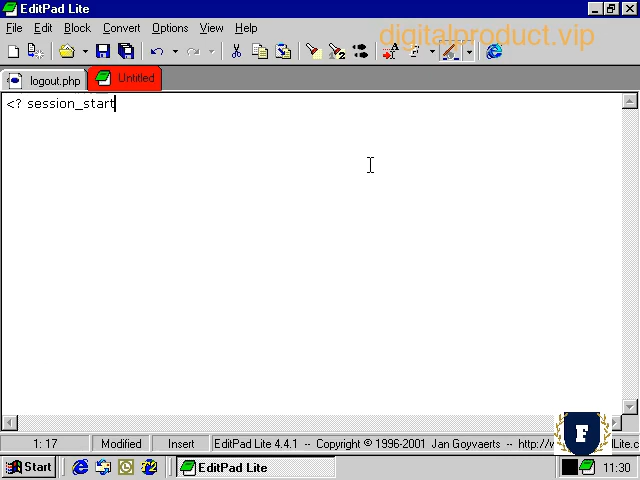 EditPad Lite
File Edit Block Convert Options View Help
digitalproduct.vip
logout.php Untitled
<? session_start
1: 17 Modified Insert EditPad Lite 4.4.1 -- Copyright © 1996-2001 Jan Goyvaerts -- http://w
F
Start EditPad Lite 11:30